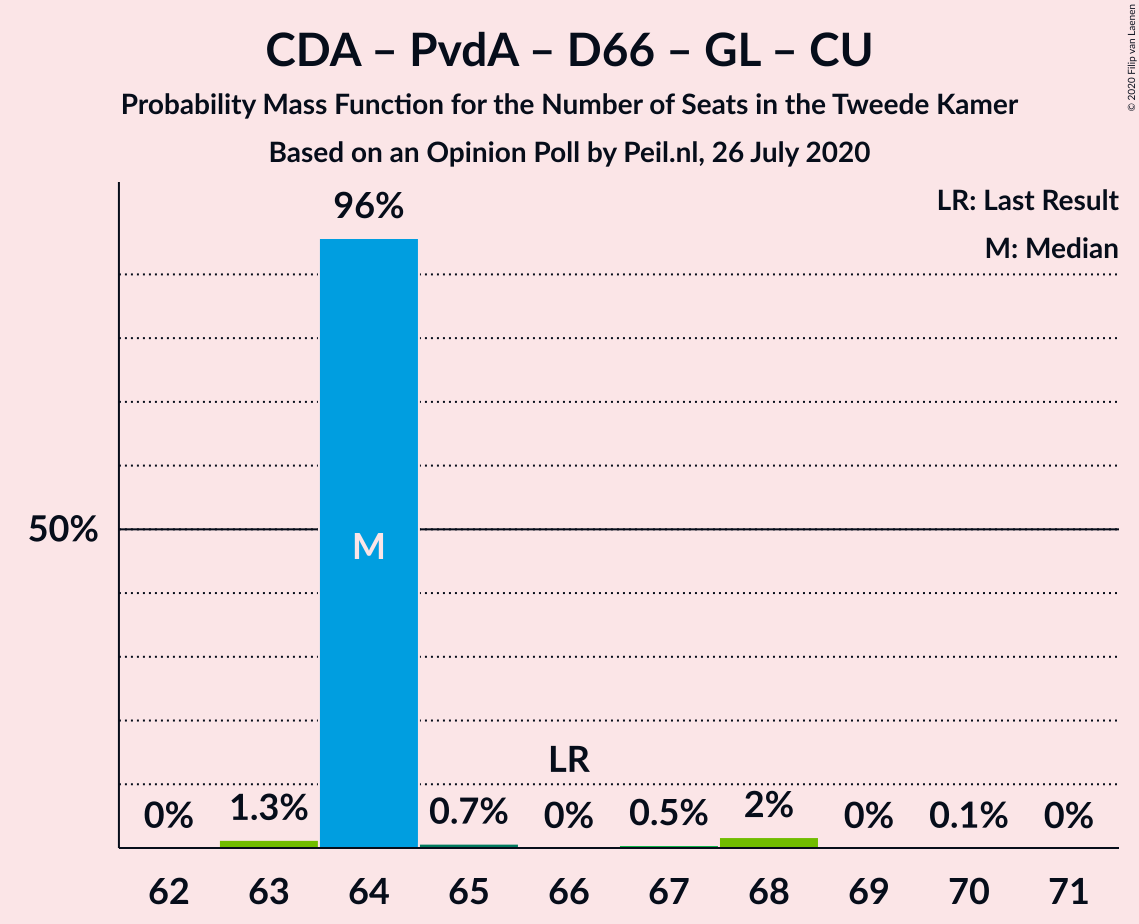 CDA – PvdA – D66 – GL – CU
Probability Mass Function for the Number of Seats in the Tweede Kamer
Based on an Opinion Poll by Peil.nl, 26 July 2020
© 2020 Filip van Laenen
LR: Last Result
M: Median
96%
50%
M
LR
0% 1.3% 0.7% 0% 0.5% 2% 0% 0.1% 0%
62 63 64 65 66 67 68 69 70 71